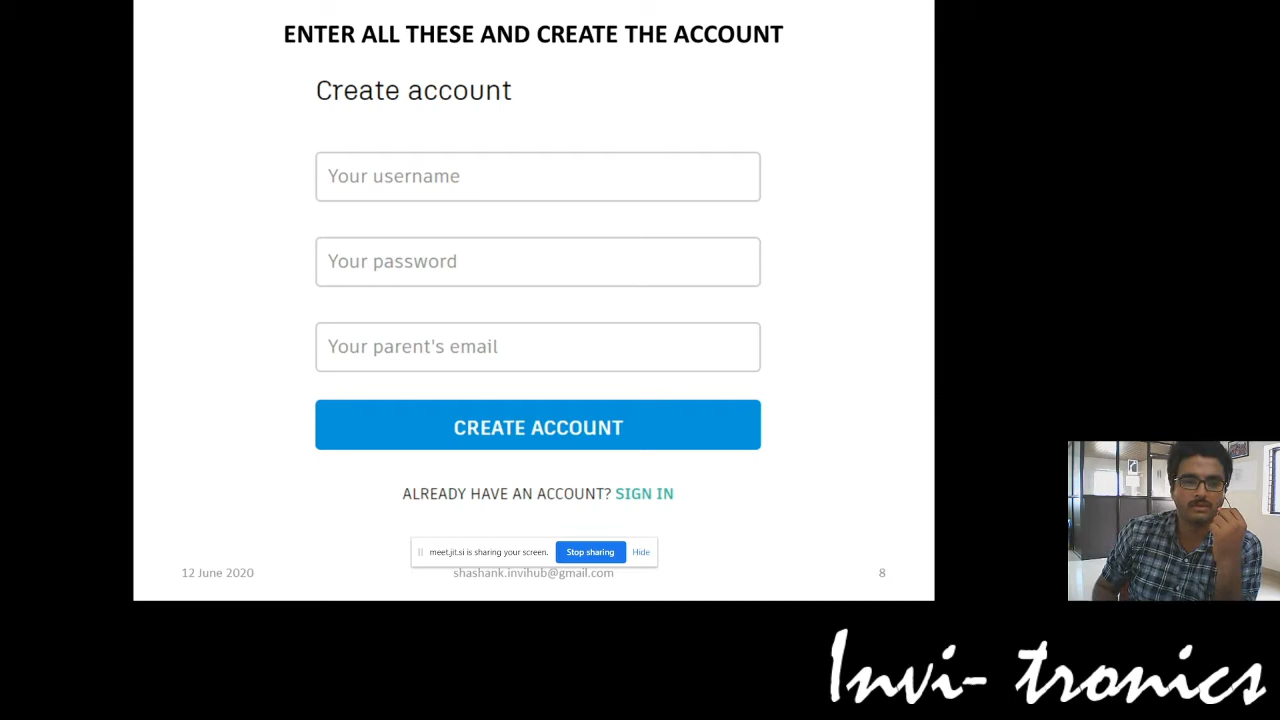 ENTER ALL THESE AND CREATE THE ACCOUNT
Create account
Your username
Your password
Your parent's email
CREATE ACCOUNT
ALREADY HAVE AN ACCOUNT? SIGN IN
meet.jit.si is sharing your screen. Stop sharing Hide
12 June 2020 shashank.invihub@gmail.com 8
Invi- tronics